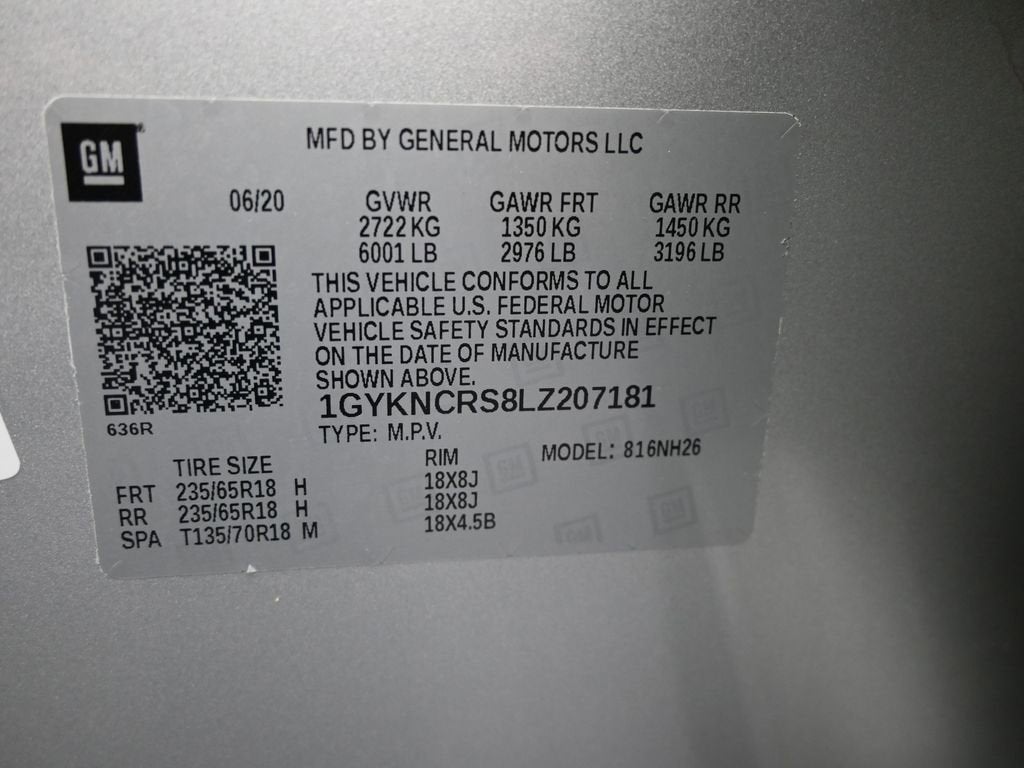 GM
MFD BY GENERAL MOTORS LLC
06/20 GVWR GAWR FRT GAWR RR
2722 KG 1350 KG 1450 KG
6001 LB 2976 LB 3196 LB
THIS VEHICLE CONFORMS TO ALL
APPLICABLE U.S. FEDERAL MOTOR
VEHICLE SAFETY STANDARDS IN EFFECT
ON THE DATE OF MANUFACTURE
SHOWN ABOVE.
1GYKNCRS8LZ207181
636R
TYPE: M.P.V.
MODEL: 816NH26
TIRE SIZE RIM
FRT 235/65R18 H 18X8J
RR 235/65R18 H 18X8J
SPA T135/70R18 M 18X4.5B